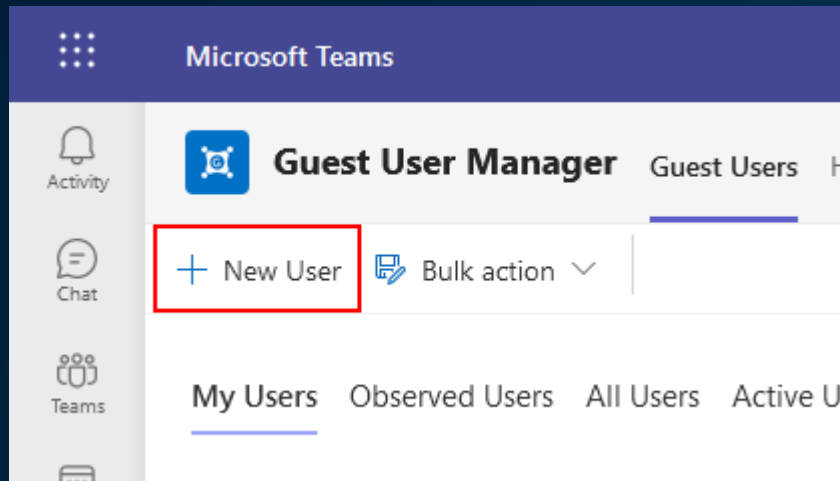 Microsoft Teams
Activity
Guest User Manager
Guest Users
Chat
New User
Bulk action
Teams
My Users
Observed Users
All Users
Active